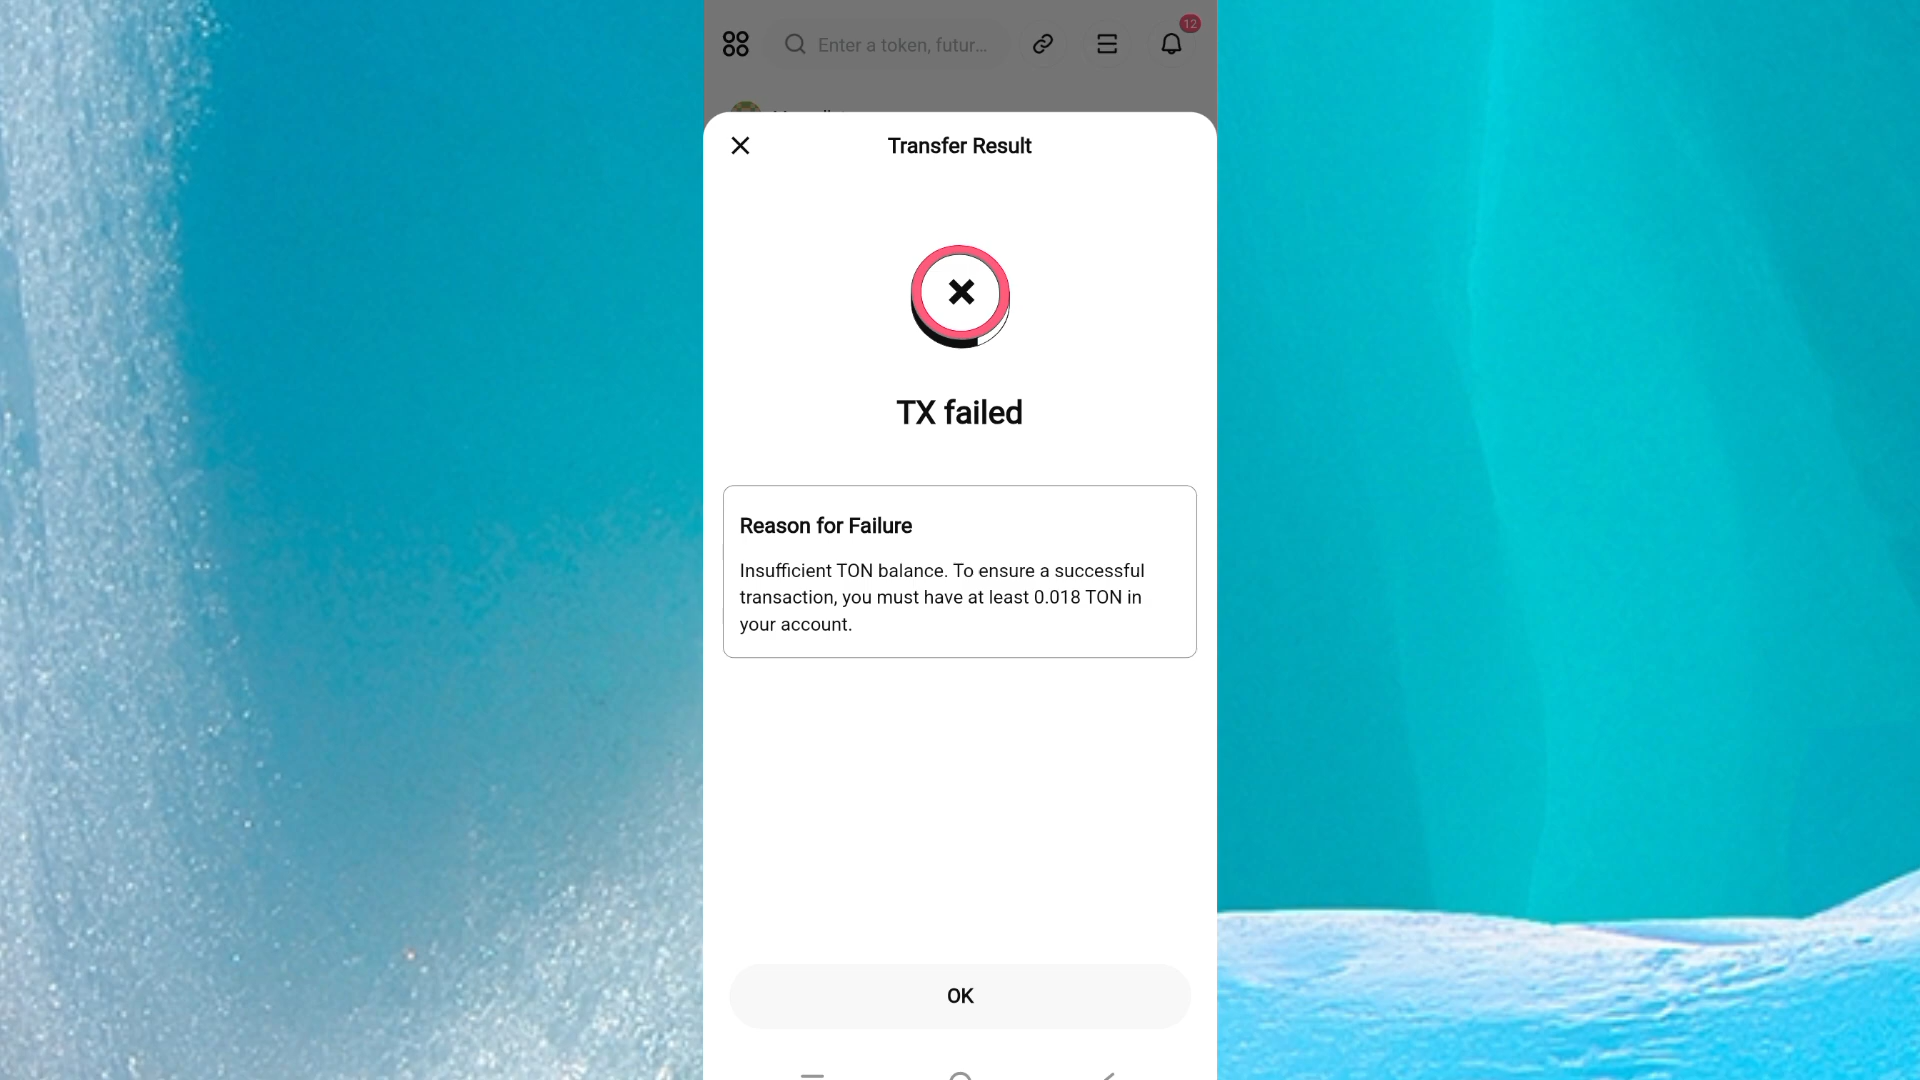 Enter a token, futur...
12
Transfer Result
TX failed
Reason for Failure
Insufficient TON balance. To ensure a successful
transaction, you must have at least 0.018 TON in
your account.
OK